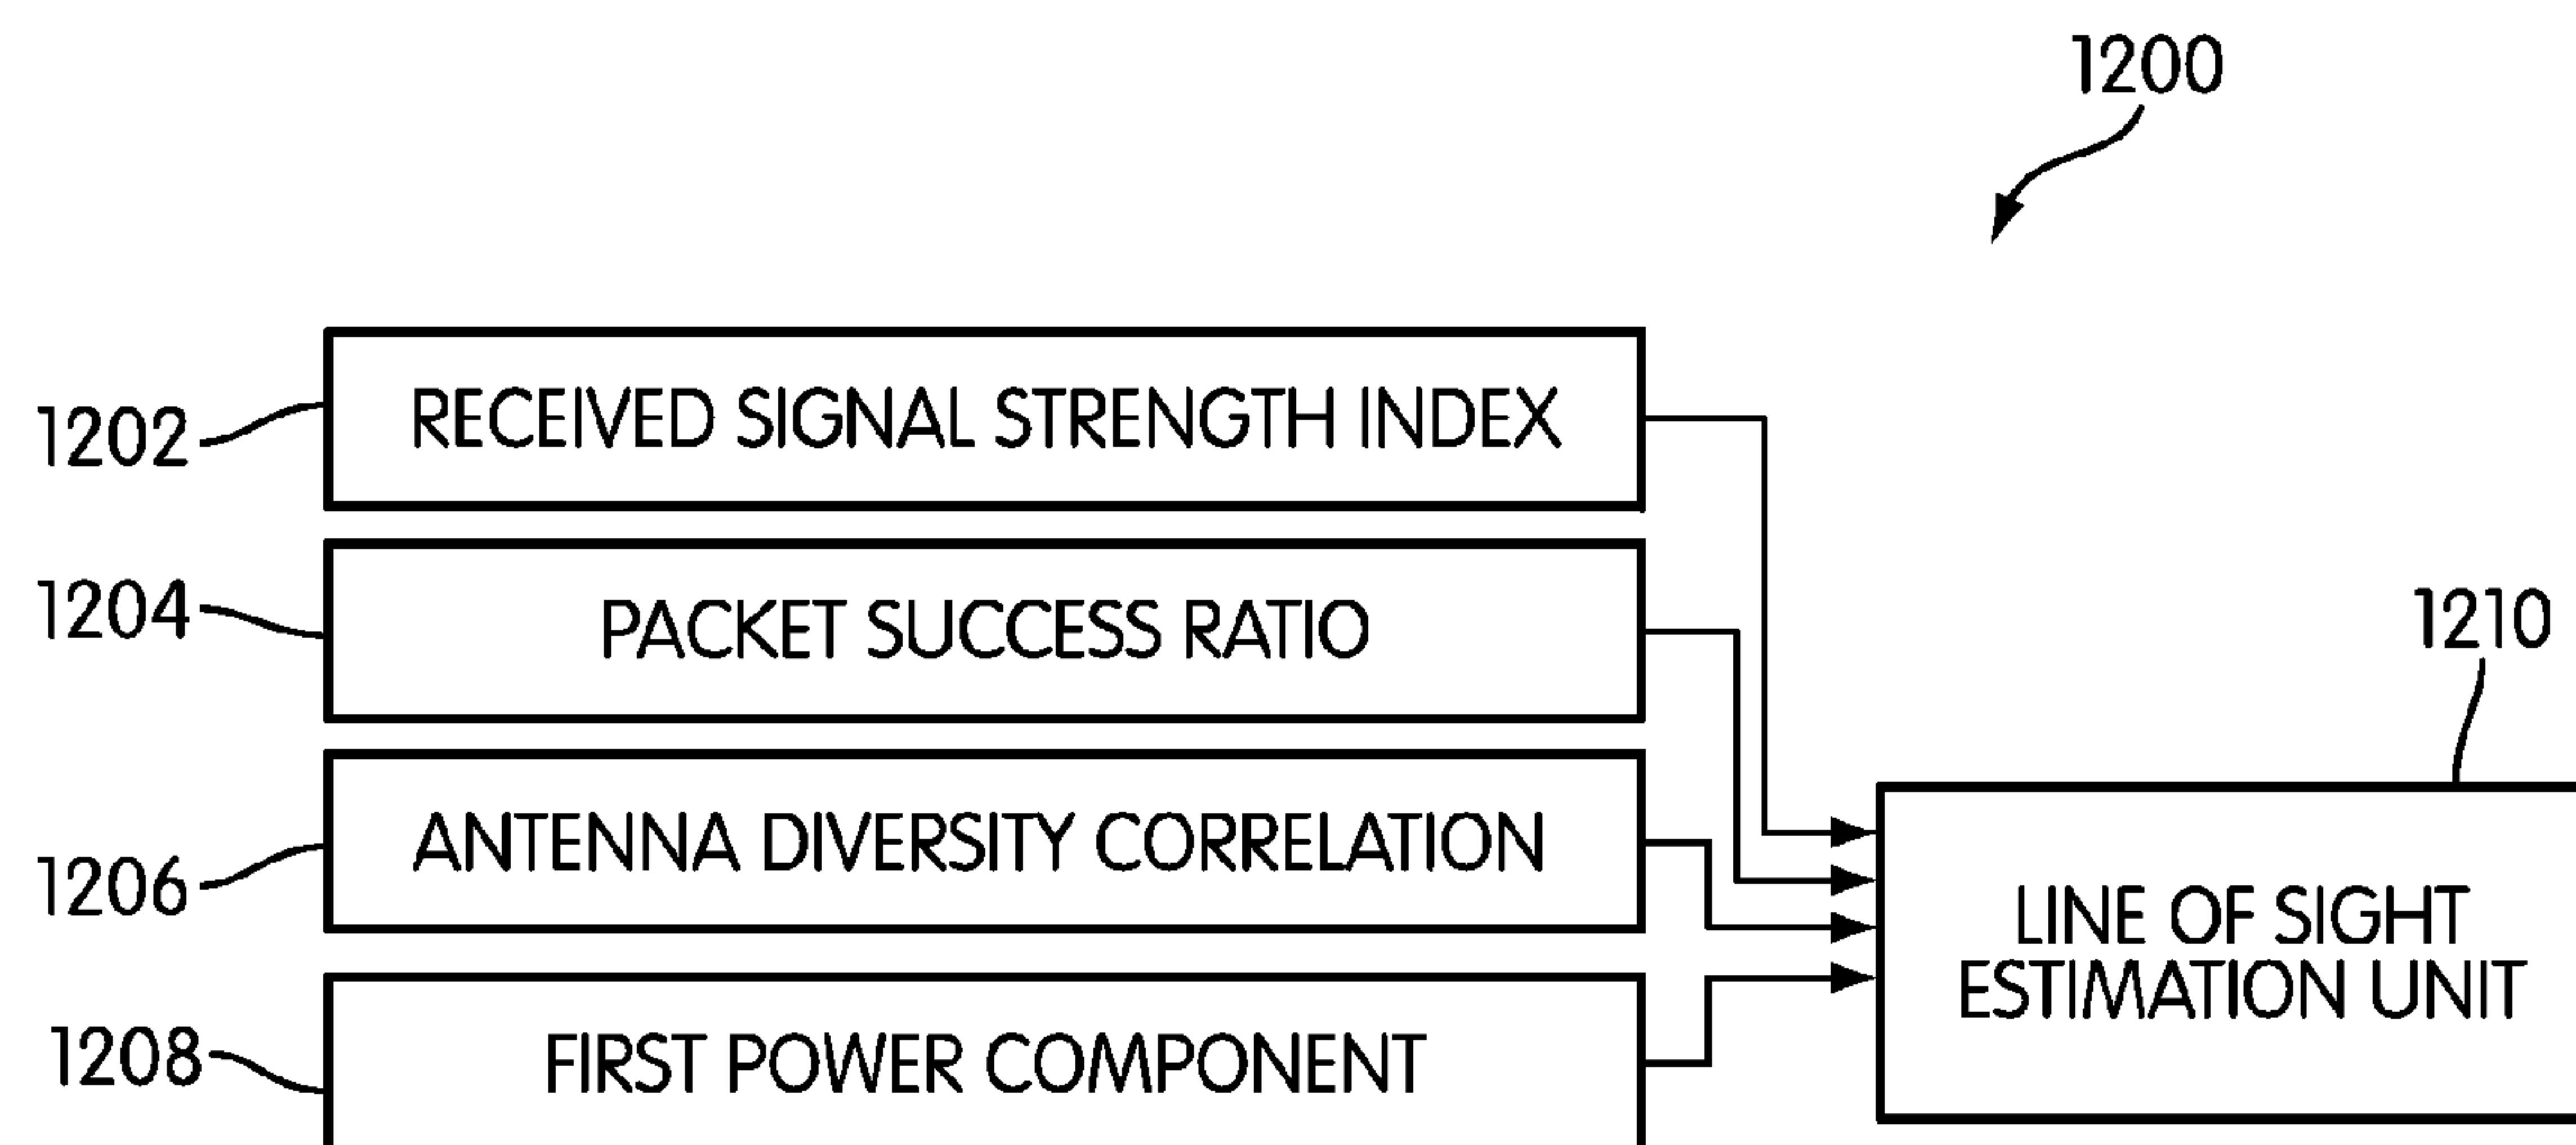 1200
1202
RECEIVED SIGNAL STRENGTH INDEX
1204
PACKET SUCCESS RATIO
1206
ANTENNA DIVERSITY CORRELATION
1208
FIRST POWER COMPONENT
1210
LINE OF SIGHT
ESTIMATION UNIT